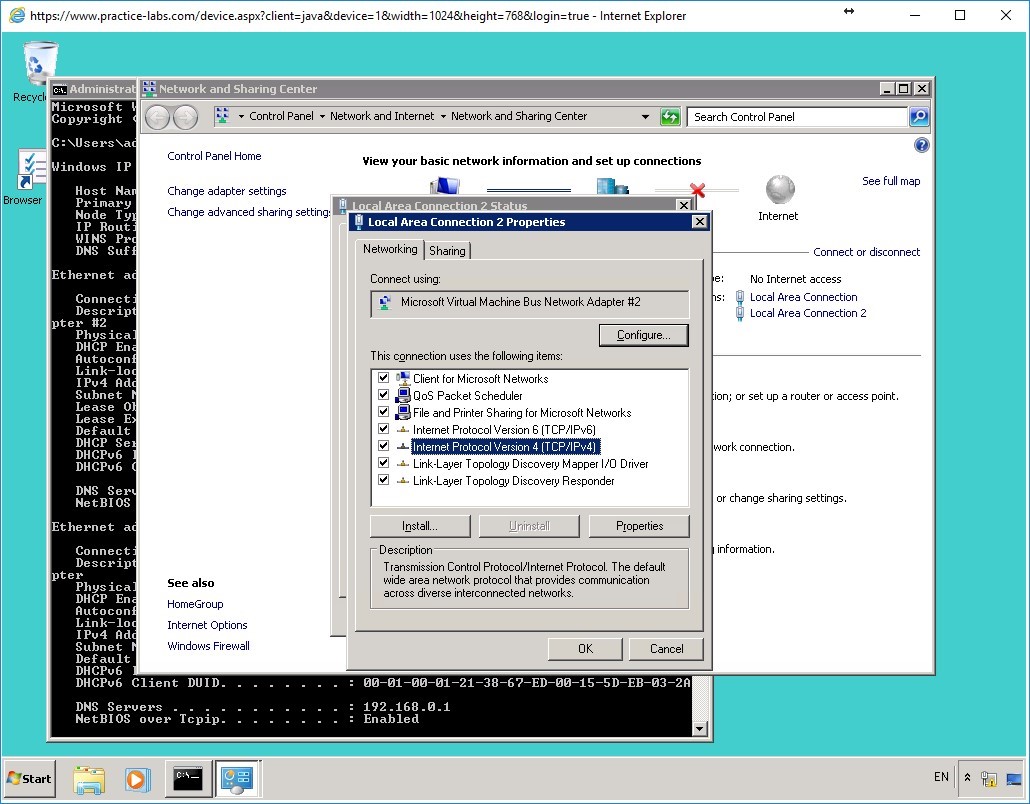 https://www.practice-labs.com/device.aspx?client=java&device=1&width=1024&height=768&login=true - Internet Explorer
Browser
Administrat
Microsoft W
Copyright
C:\Users\ad
Windows IP
Host Nam
Primary
Node Typ
IP Routi
WINS Pro
DNS Suff
Ethernet ad
Connecti
Descript
pter #2
Physical
DHCP Ena
Autoconf
Link-loc
IPv4 Add
Subnet M
Lease Ob
Lease Ex
Default
DHCP Ser
DHCPv6 I
DHCPv6 C
DNS Serv
NetBIOS
Ethernet ad
Connecti
Descript
pter
Physical
DHCP Ena
Autoconf
Link-loc
IPv4 Add
Subnet M
Default
DHCPv6 I
DHCPv6 Client DUID. . . . . . . . : 00-01-00-01-21-38-67-ED-00-15-5D-EB-03-2A
DNS Servers . . . . . . . . . . . : 192.168.0.1
NetBIOS over Tcpip. . . . . . . . : Enabled
Network and Sharing Center
Control Panel Network and Internet Network and Sharing Center
Search Control Panel
Control Panel Home
Change adapter settings
Change advanced sharing settings
View your basic network information and set up connections
See full map
Internet
Connect or disconnect
pe: No Internet access
ns: Local Area Connection
Local Area Connection 2
tion; or set up a router or access point.
work connection.
or change sharing settings.
information.
See also
HomeGroup
Internet Options
Windows Firewall
Local Area Connection 2 Status
Local Area Connection 2 Properties
Networking Sharing
Connect using:
Microsoft Virtual Machine Bus Network Adapter #2
Configure...
This connection uses the following items:
Client for Microsoft Networks
QoS Packet Scheduler
File and Printer Sharing for Microsoft Networks
Internet Protocol Version 6 (TCP/IPv6)
Internet Protocol Version 4 (TCP/IPv4)
Link-Layer Topology Discovery Mapper I/O Driver
Link-Layer Topology Discovery Responder
Install... Uninstall Properties
Description
Transmission Control Protocol/Internet Protocol. The default
wide area network protocol that provides communication
across diverse interconnected networks.
OK Cancel
Start
EN